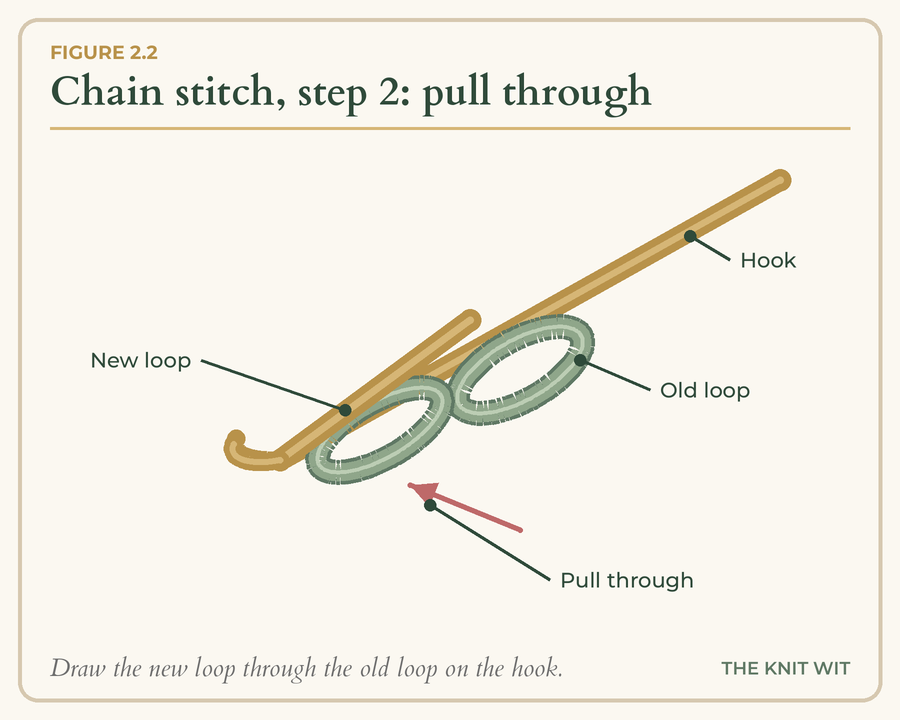 FIGURE 2.2
Chain stitch, step 2: pull through
Hook
New loop
Old loop
Pull through
Draw the new loop through the old loop on the hook.
THE KNIT WIT